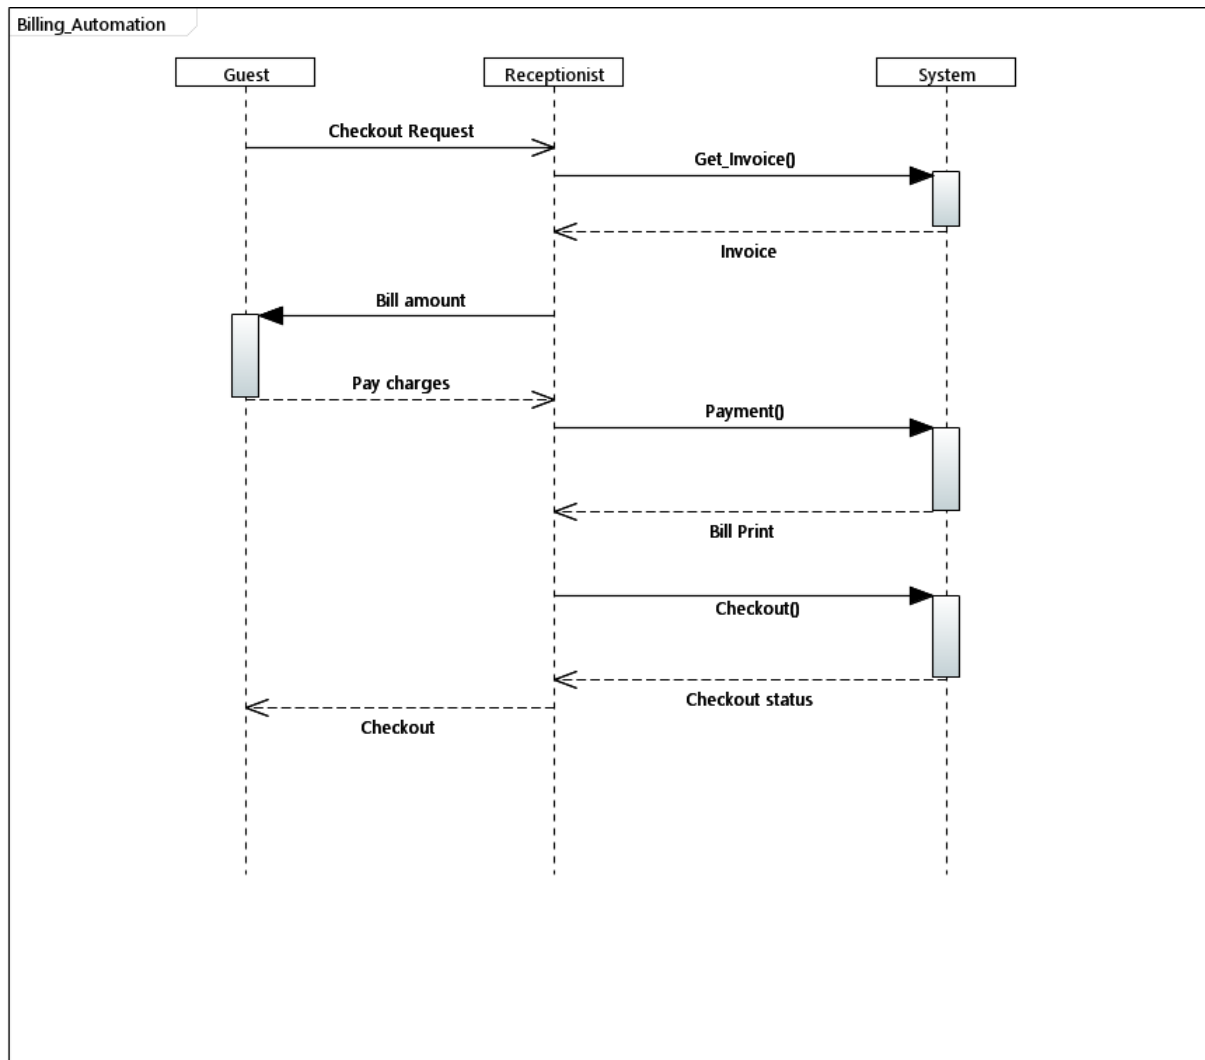 Billing_Automation
Guest
Receptionist
System
Checkout Request
Get_Invoice()
Invoice
Bill amount
Pay charges
Payment()
Bill Print
Checkout()
Checkout status
Checkout